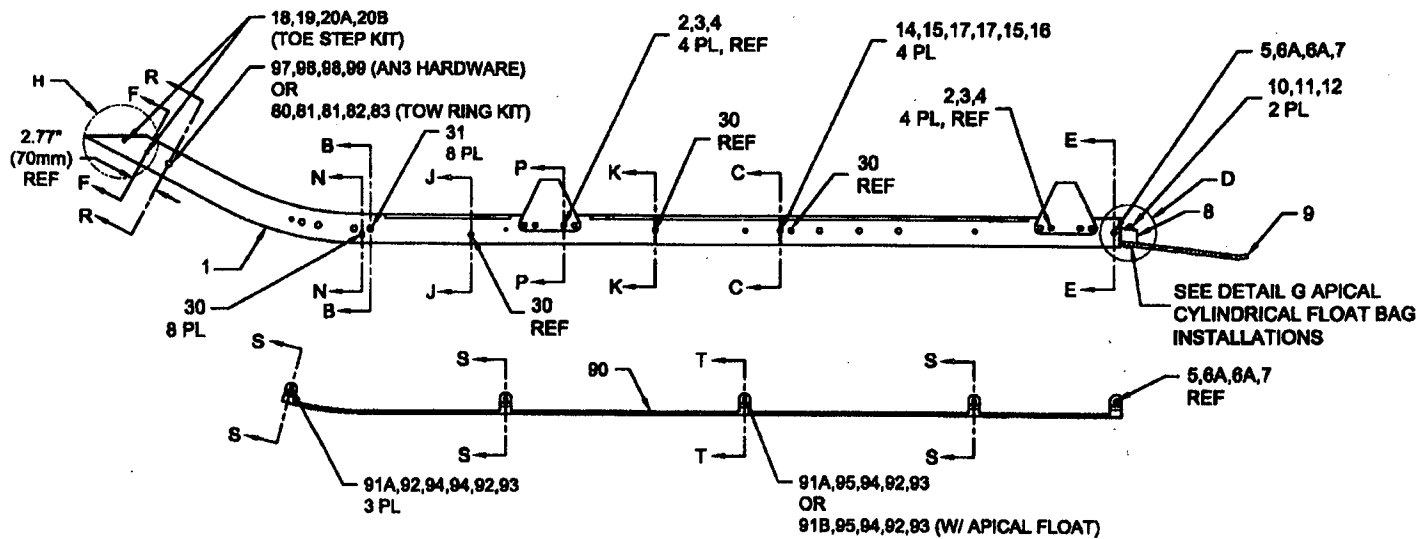 18,19,20A,20B
(TOE STEP KIT)
97,98,98,99 (AN3 HARDWARE)
OR
80,81,81,82,83 (TOW RING KIT)
2,3,4
4 PL, REF
14,15,17,17,15,16
4 PL
5,6A,6A,7
10,11,12
2 PL
2,3,4
4 PL, REF
H
R
F
2.77"
(70mm)
REF
F
R
31
8 PL
30
REF
30
REF
B
N
J
P
K
C
E
D
8
9
1
N
B
J
P
K
C
E
30
8 PL
30
REF
SEE DETAIL G APICAL
CYLINDRICAL FLOAT BAG
INSTALLATIONS
S
S
90
T
S
5,6A,6A,7
REF
S
S
T
S
91A,92,94,94,92,93
3 PL
91A,95,94,92,93
OR
91B,95,94,92,93 (W/ APICAL FLOAT)